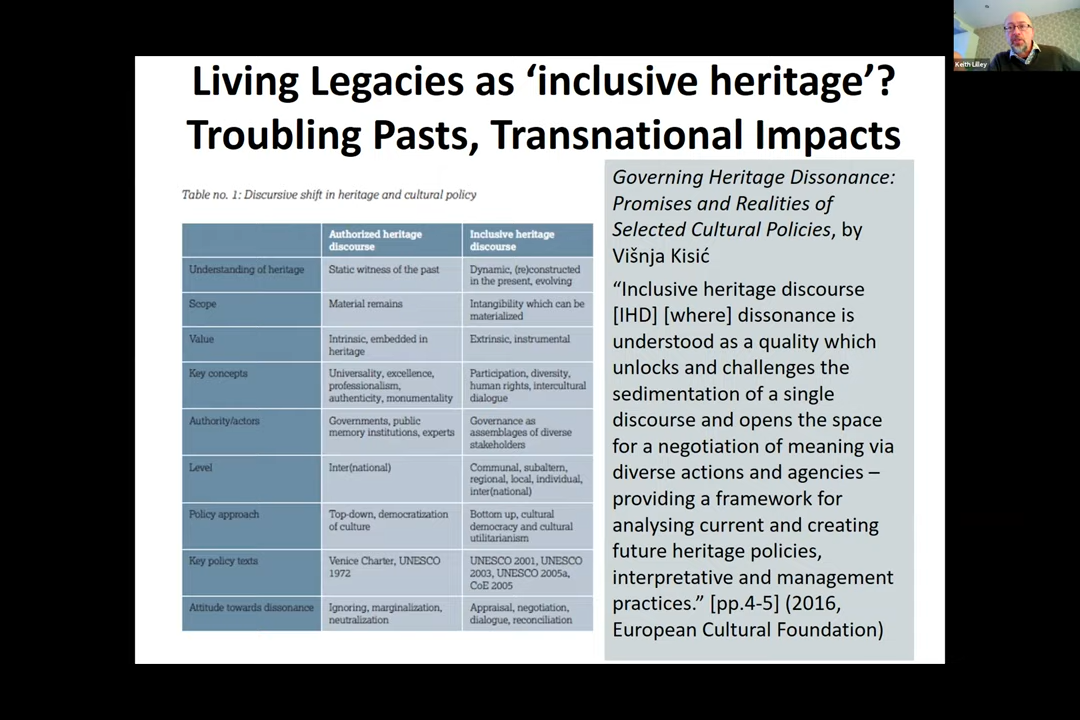 Living Legacies as ‘inclusive heritage’?
Troubling Pasts, Transnational Impacts
Table no. 1: Discursive shift in heritage and cultural policy
Authorized heritage
discourse
Inclusive heritage
discourse
Understanding of heritage
Static witness of the past
Dynamic, (re)constructed
in the present, evolving
Scope
Material remains
Intangibility which can be
materialized
Value
Intrinsic, embedded in
heritage
Extrinsic, instrumental
Key concepts
Universality, excellence,
professionalism,
authenticity, monumentality
Participation, diversity,
human rights, intercultural
dialogue
Authority/actors
Governments, public
memory institutions, experts
Governance as
assemblages of diverse
stakeholders
Level
Inter(national)
Communal, subaltern,
regional, local, individual,
inter(national)
Policy approach
Top-down, democratization
of culture
Bottom up, cultural
democracy and cultural
utilitarianism
Key policy texts
Venice Charter, UNESCO
1972
UNESCO 2001, UNESCO
2003, UNESCO 2005a,
CoE 2005
Attitude towards dissonance
Ignoring, marginalization,
neutralization
Appraisal, negotiation,
dialogue, reconciliation
Governing Heritage Dissonance:
Promises and Realities of
Selected Cultural Policies, by
Višnja Kisić
“Inclusive heritage discourse
[IHD] [where] dissonance is
understood as a quality which
unlocks and challenges the
sedimentation of a single
discourse and opens the space
for a negotiation of meaning via
diverse actions and agencies –
providing a framework for
analysing current and creating
future heritage policies,
interpretative and management
practices.” [pp.4-5] (2016,
European Cultural Foundation)
Keith Lilley